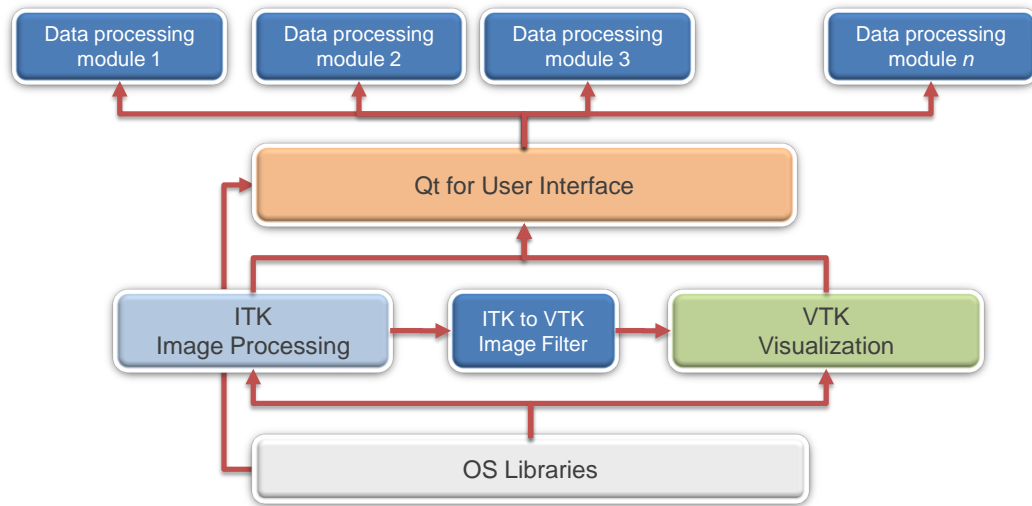 Data processing
module 1
Data processing
module 2
Data processing
module 3
Data processing
module n
Qt for User Interface
ITK
Image Processing
ITK to VTK
Image Filter
VTK
Visualization
OS Libraries